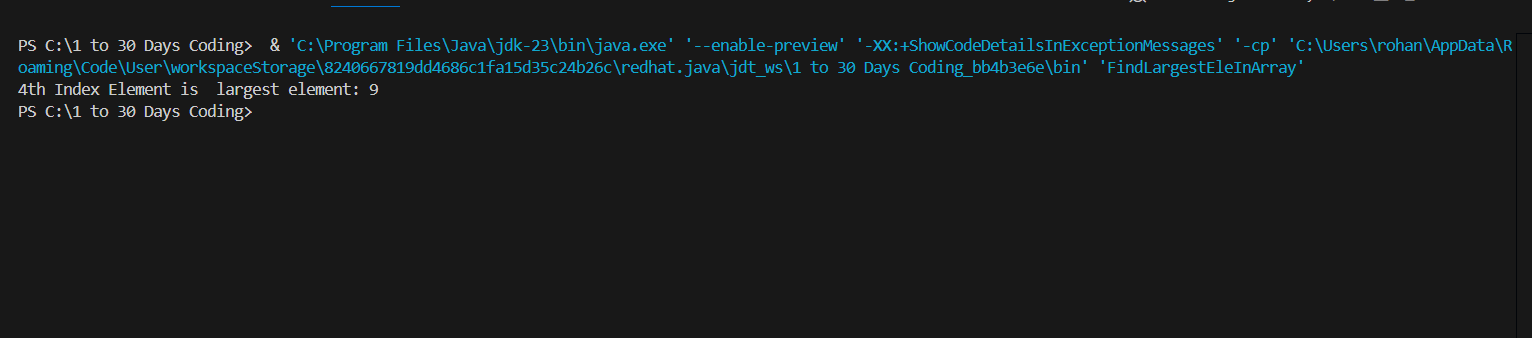 PS C:\1 to 30 Days Coding>  & 'C:\Program Files\Java\jdk-23\bin\java.exe' '--enable-preview' '-XX:+ShowCodeDetailsInExceptionMessages' '-cp' 'C:\Users\rohan\AppData\R
oaming\Code\User\workspaceStorage\8240667819dd4686c1fa15d35c24b26c\redhat.java\jdt_ws\1 to 30 Days Coding_bb4b3e6e\bin' 'FindLargestEleInArray'
4th Index Element is  largest element: 9
PS C:\1 to 30 Days Coding>